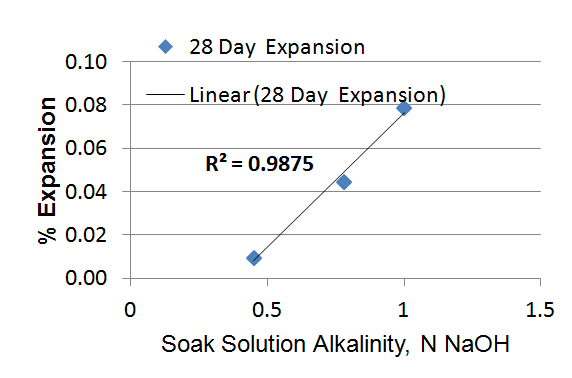 28 Day Expansion
Linear (28 Day Expansion)
R² = 0.9875
% Expansion
0.10
0.08
0.06
0.04
0.02
0.00
0
0.5
1
1.5
Soak Solution Alkalinity, N NaOH